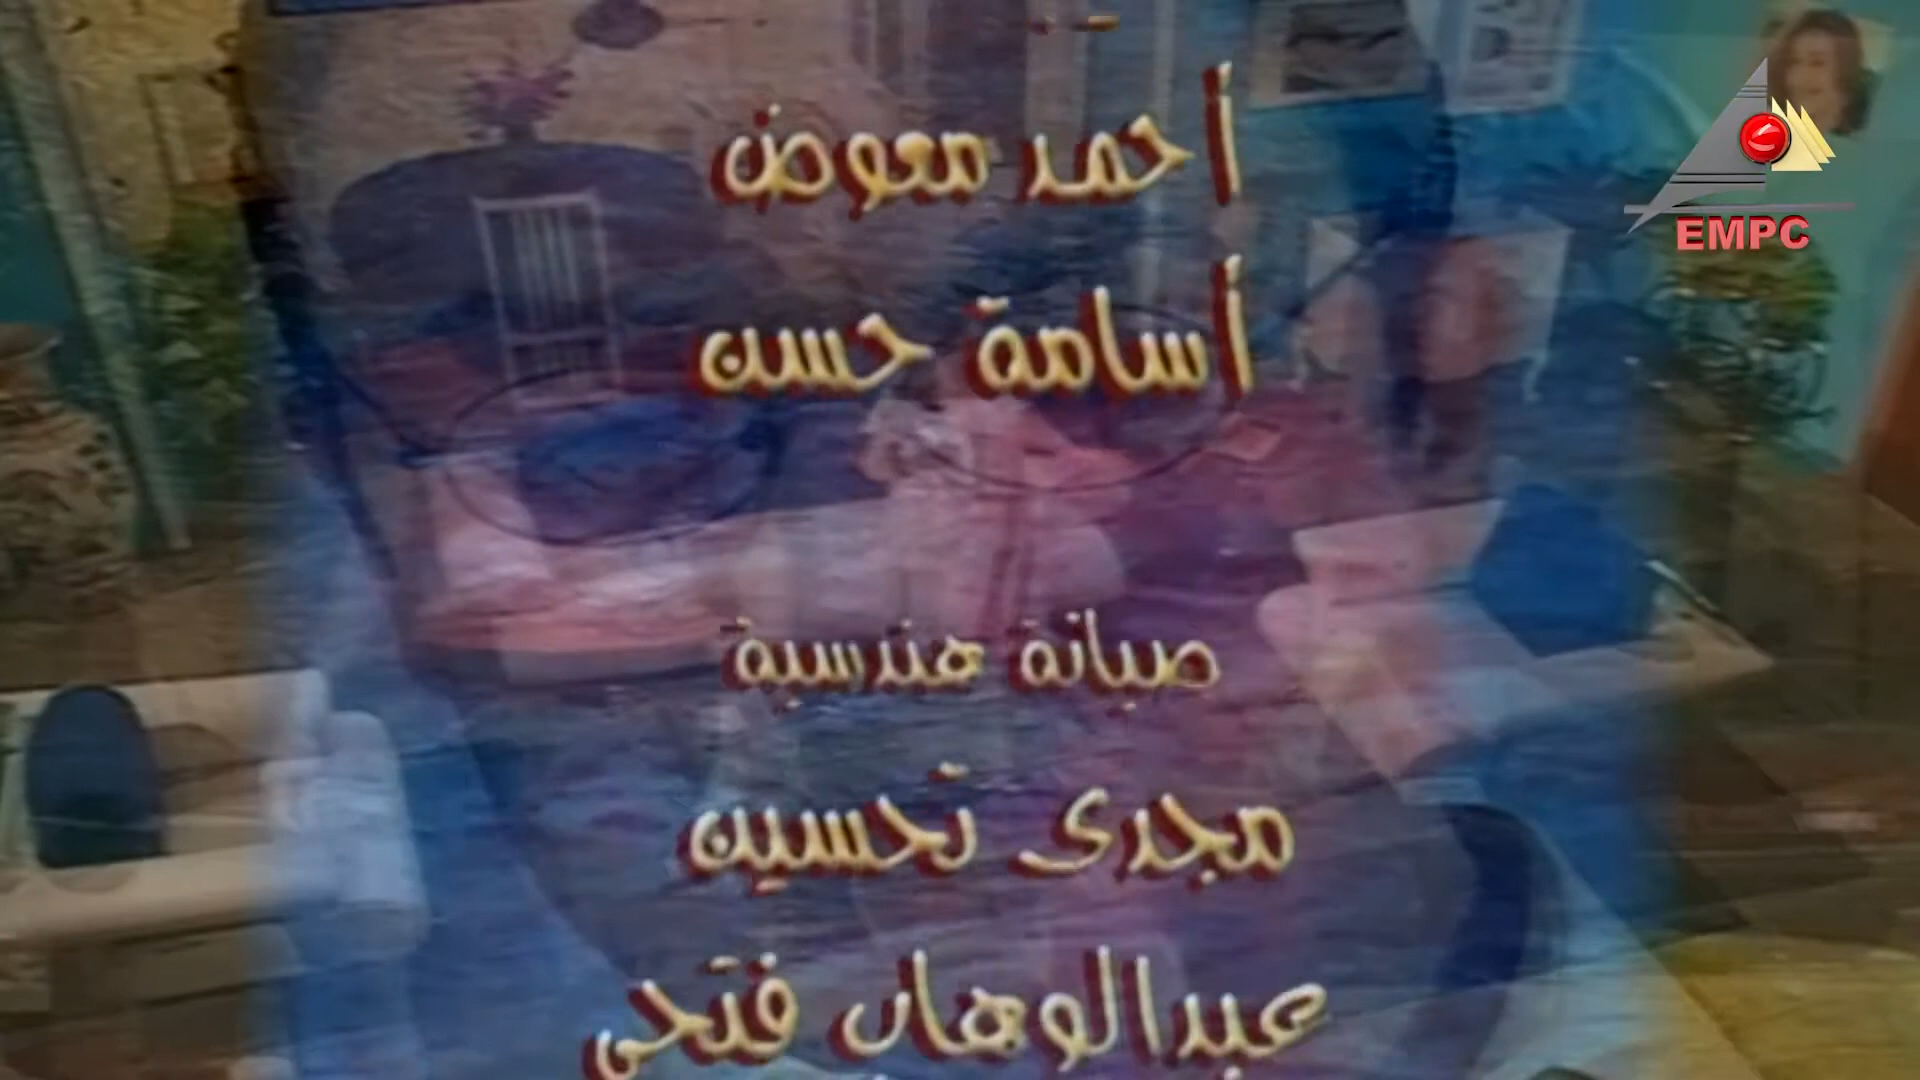 أحمد معوض
أسامة حسن
صيانة هندسية
مجدى تحسين
عبدالوهاب فتحى
EMPC